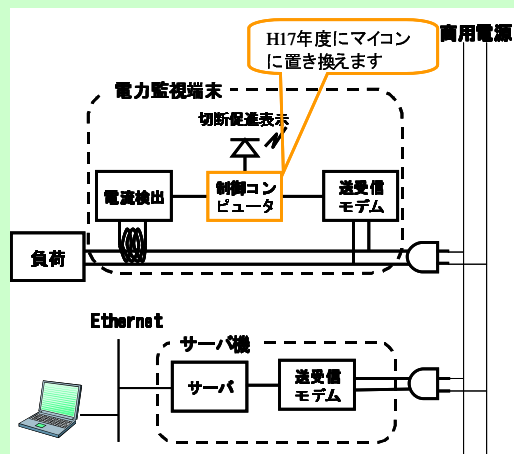 H17年度にマイコン
に置き換えます
商用電源
電力監視端末
切断促進表示
電流検出
制御コン
ピュータ
送受信
モデム
負荷
Ethernet
サーバ機
サーバ
送受信
モデム